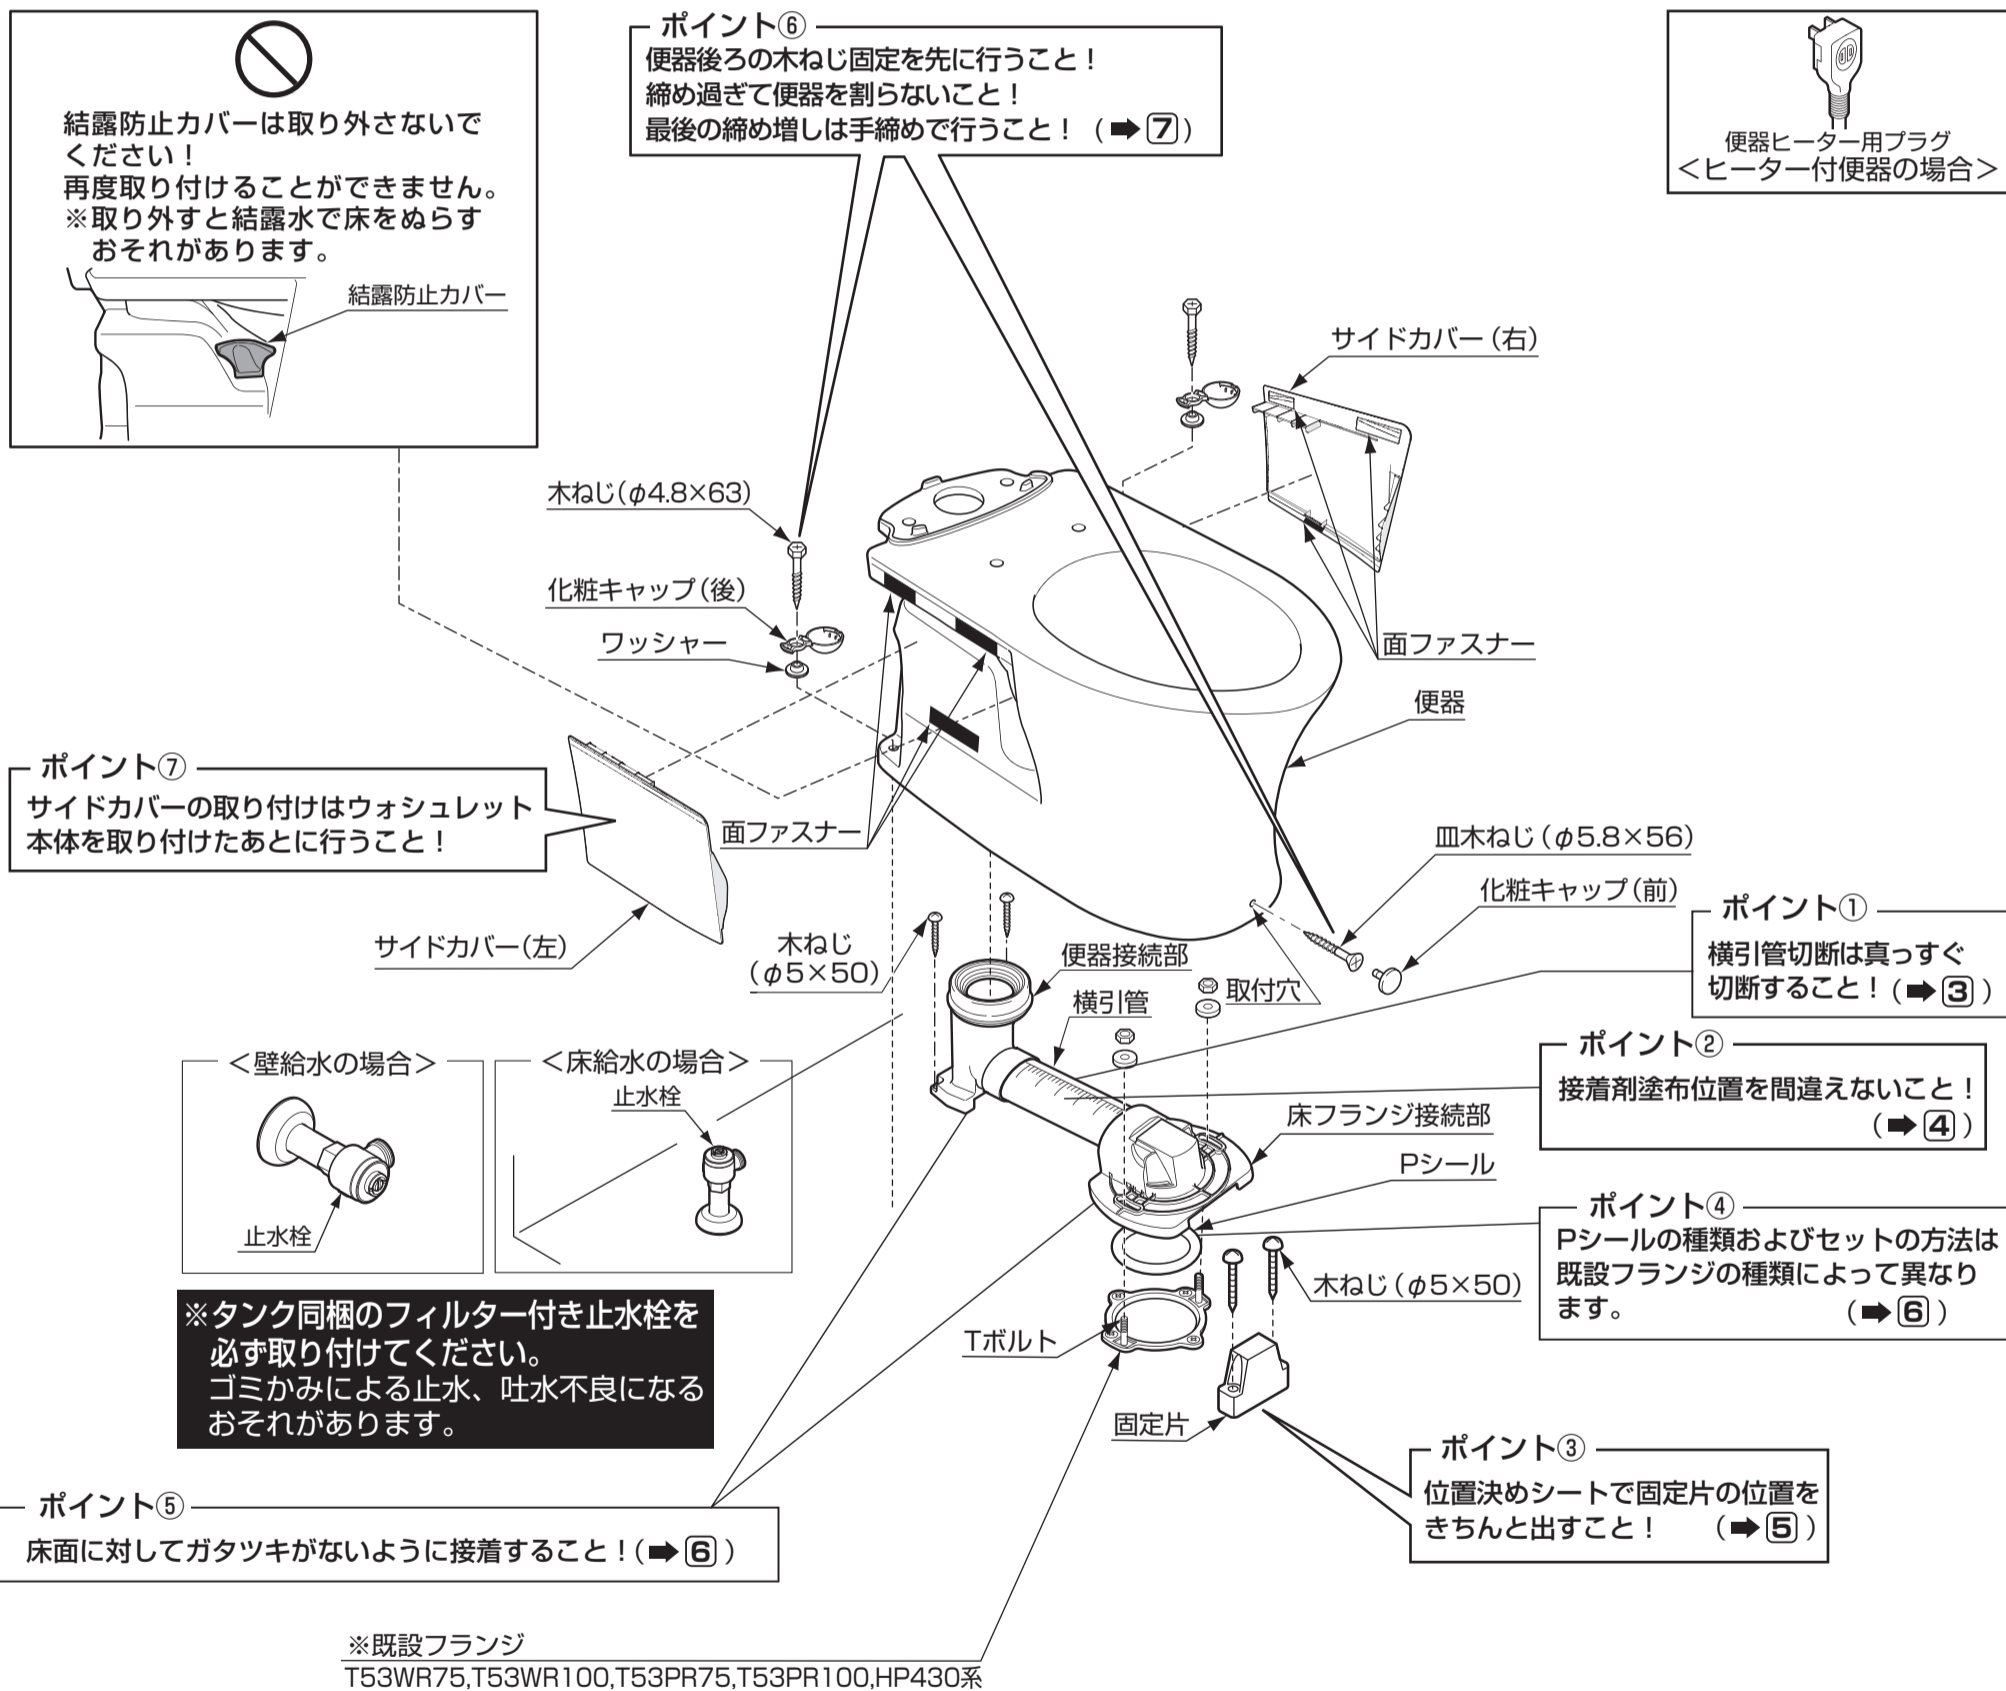 結露防止カバーは取り外さないで
ください！
再度取り付けることができません。
※取り外すと結露水で床をぬらす
おそれがあります。
結露防止カバー
ポイント⑥
便器後ろの木ねじ固定を先に行うこと！
締め過ぎて便器を割らないこと！
最後の締め増しは手締めで行うこと！（➡7）
便器ヒーター用プラグ
＜ヒーター付便器の場合＞
サイドカバー（右）
木ねじ（φ4.8×63）
化粧キャップ（後）
ワッシャー
面ファスナー
便器
ポイント⑦
サイドカバーの取り付けはウォシュレット
本体を取り付けたあとに行うこと！
面ファスナー
サイドカバー（左）
皿木ねじ（φ5.8×56）
化粧キャップ（前）
取付穴
木ねじ
（φ5×50）
便器接続部
横引管
ポイント①
横引管切断は真っすぐ
切断すること！（➡3）
ポイント②
接着剤塗布位置を間違えないこと！
（➡4）
＜壁給水の場合＞
止水栓
＜床給水の場合＞
止水栓
床フランジ接続部
Pシール
ポイント④
Pシールの種類およびセットの方法は
既設フランジの種類によって異なり
ます。（➡6）
木ねじ（φ5×50）
Tボルト
固定片
※タンク同梱のフィルター付き止水栓を
必ず取り付けてください。
ゴミかみによる止水、吐水不良になる
おそれがあります。
ポイント③
位置決めシートで固定片の位置を
きちんと出すこと！（➡5）
ポイント⑤
床面に対してガタツキがないように接着すること！（➡6）
※既設フランジ
T53WR75,T53WR100,T53PR75,T53PR100,HP430系